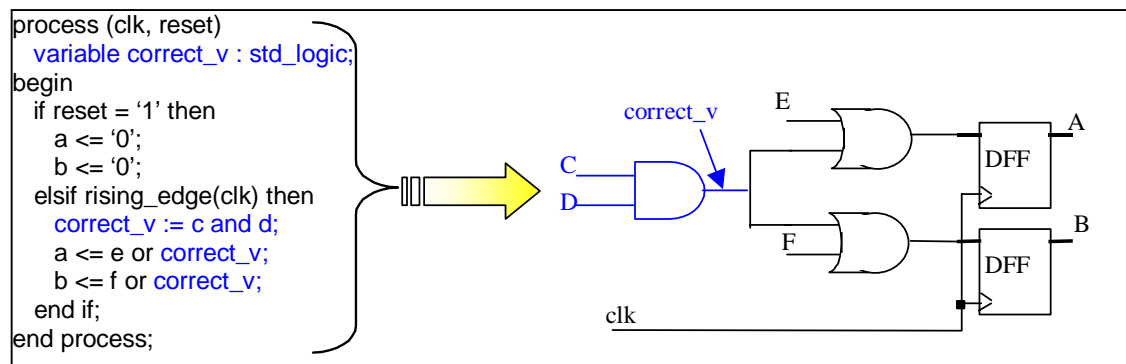 process (clk, reset)
variable correct_v : std_logic;
begin
if reset = ‘1’ then
a <= ‘0’;
b <= ‘0’;
elsif rising_edge(clk) then
correct_v := c and d;
a <= e or correct_v;
b <= f or correct_v;
end if;
end process;
correct_v
C
D
E
F
DFF
A
DFF
B
clk